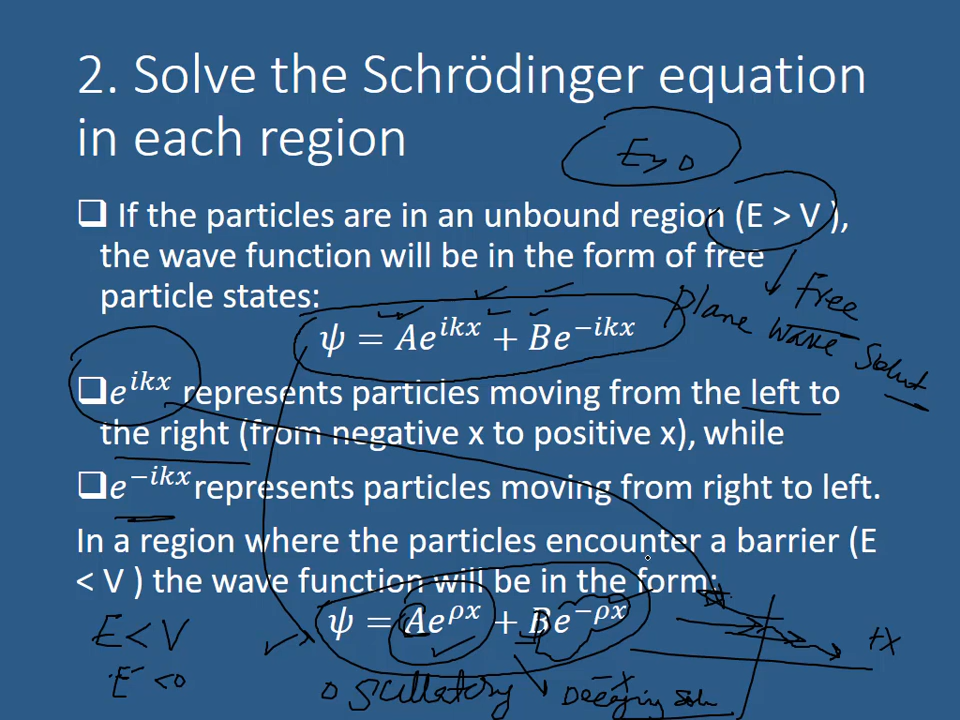 2. Solve the Schrödinger equation
in each region
E > 0
❑ If the particles are in an unbound region (E > V ),
the wave function will be in the form of free
particle states:
free
plane wave solut
ψ = Ae^{ikx} + Be^{−ikx}
❑ e^{ikx} represents particles moving from the left to
the right (from negative x to positive x), while
❑ e^{−ikx} represents particles moving from right to left.
In a region where the particles encounter a barrier (E
< V ) the wave function will be in the form:
ψ = Ae^{ρx} + Be^{−ρx}
E < V
+x
E < 0
-x
oscillatory